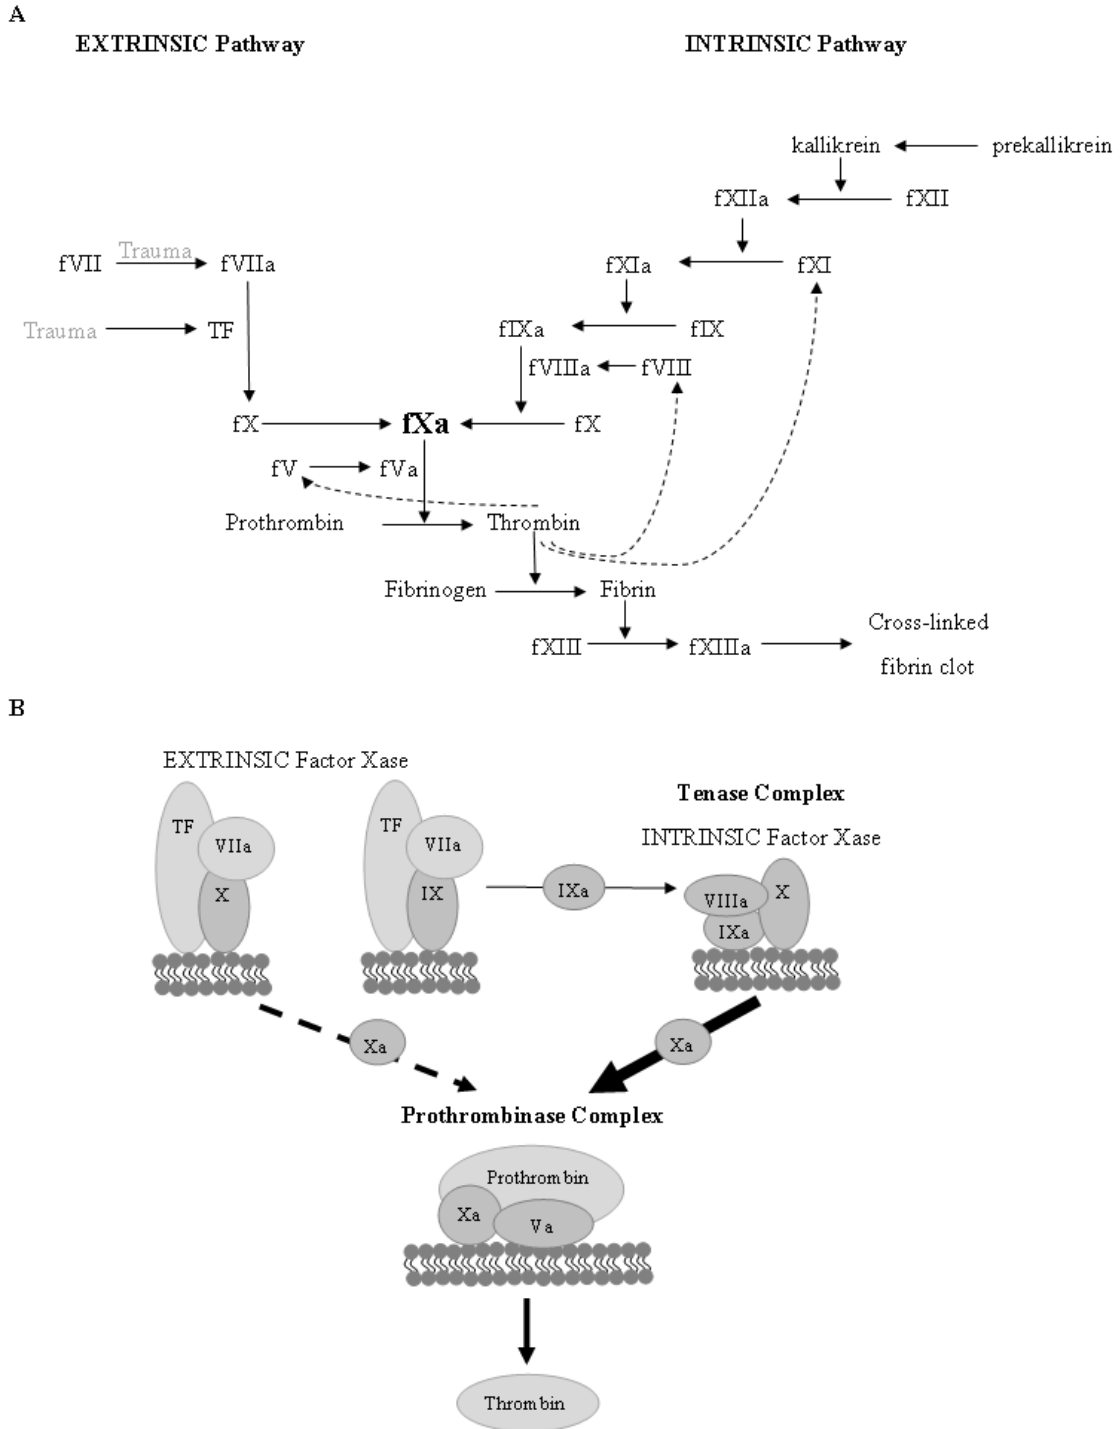 A
EXTRINSIC Pathway
INTRINSIC Pathway
kallikrein
prekallikrein
fXIIa
fXII
fVII
Trauma
fVIIa
fXIa
fXI
Trauma
TF
fIXa
fIX
fVIIIa
fVIII
fX
fXa
fX
fV
fVa
Prothrombin
Thrombin
Fibrinogen
Fibrin
fXIII
fXIIIa
Cross-linked
fibrin clot
B
EXTRINSIC Factor Xase
Tenase Complex
INTRINSIC Factor Xase
TF
VIIa
X
TF
VIIa
IX
IXa
VIIIa
X
IXa
Xa
Xa
Prothrombinase Complex
Prothrombin
Xa
Va
Thrombin